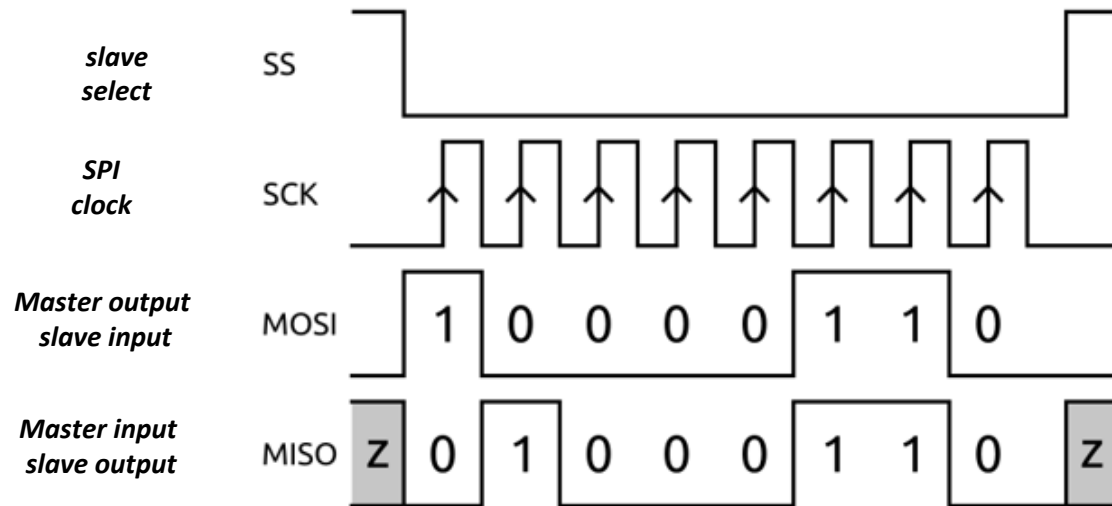 slave
select
SS
SPI
clock
SCK
Master output
slave input
MOSI
1 0 0 0 0 1 1 0
Master input
slave output
MISO
Z 0 1 0 0 0 1 1 0 Z